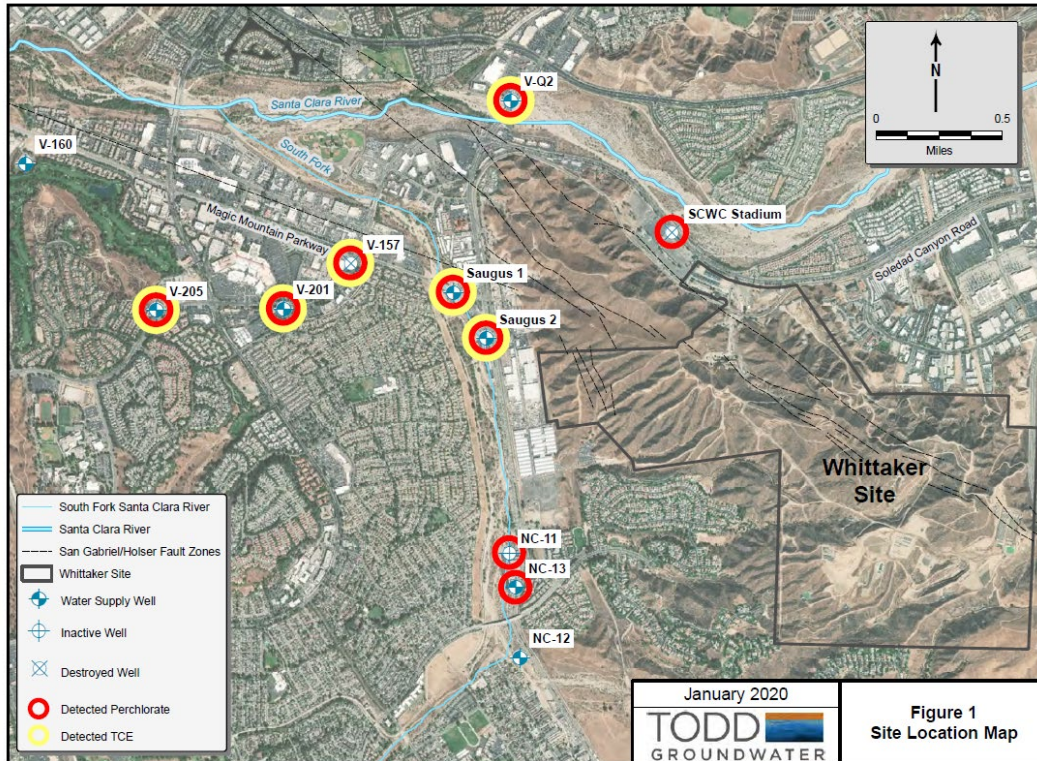 V-Q2
N
0
0.5
Miles
Santa Clara River
South Fork
V-160
SCWC Stadium
Soledad Canyon Road
Magic Mountain Parkway
V-157
Saugus 1
V-205
V-201
Saugus 2
Whittaker
Site
South Fork Santa Clara River
Santa Clara River
San Gabriel/Holser Fault Zones
Whittaker Site
Water Supply Well
Inactive Well
Destroyed Well
Detected Perchlorate
Detected TCE
NC-11
NC-13
NC-12
January 2020
TODD
GROUNDWATER
Figure 1
Site Location Map